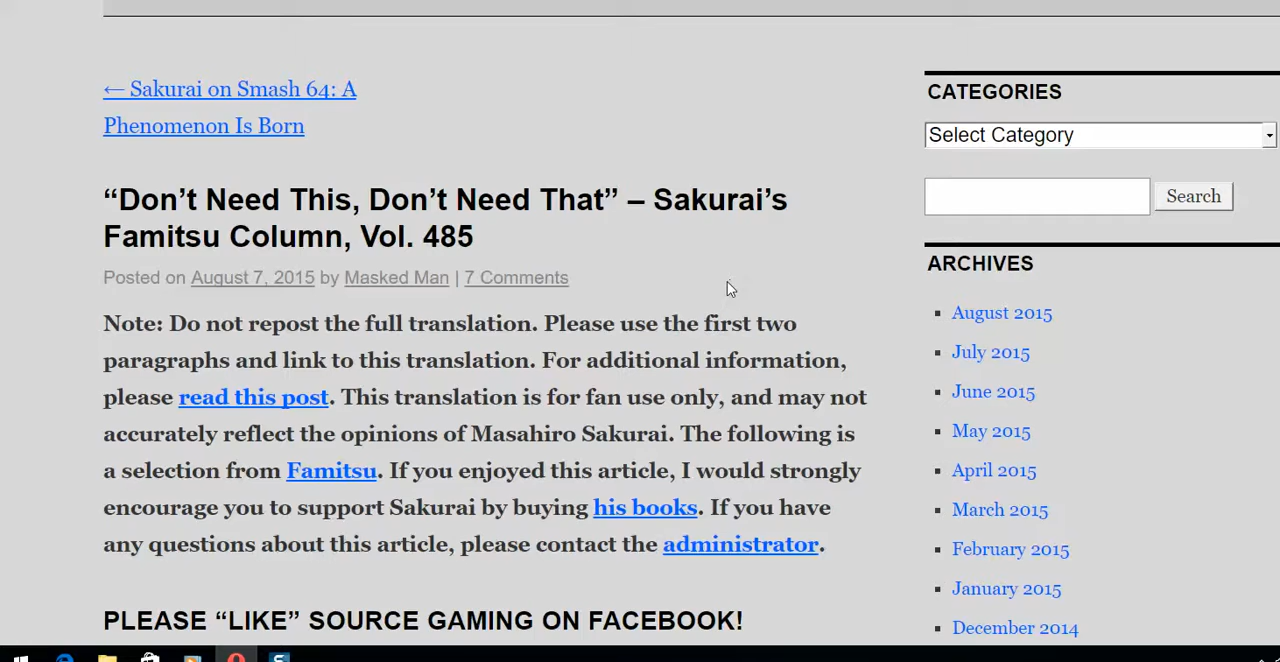 ← Sakurai on Smash 64: A
Phenomenon Is Born
“Don’t Need This, Don’t Need That” – Sakurai’s
Famitsu Column, Vol. 485
Posted on August 7, 2015 by Masked Man | 7 Comments
Note: Do not repost the full translation. Please use the first two
paragraphs and link to this translation. For additional information,
please read this post. This translation is for fan use only, and may not
accurately reflect the opinions of Masahiro Sakurai. The following is
a selection from Famitsu. If you enjoyed this article, I would strongly
encourage you to support Sakurai by buying his books. If you have
any questions about this article, please contact the administrator.
PLEASE “LIKE” SOURCE GAMING ON FACEBOOK!
CATEGORIES
Select Category
Search
ARCHIVES
August 2015
July 2015
June 2015
May 2015
April 2015
March 2015
February 2015
January 2015
December 2014